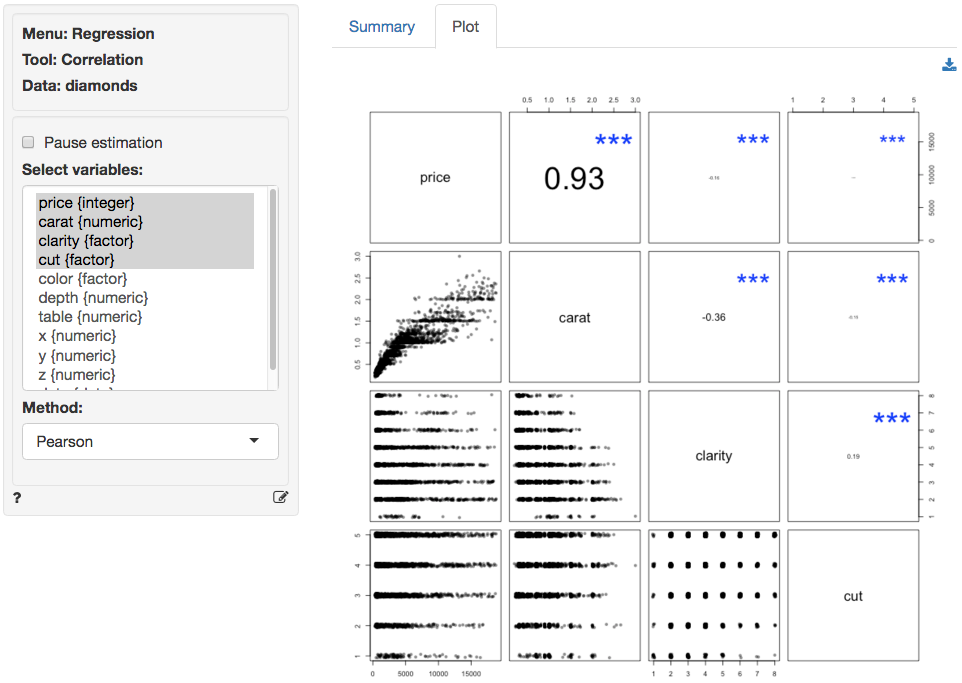 Menu: Regression
Tool: Correlation
Data: diamonds
Pause estimation
Select variables:
price {integer}
carat {numeric}
clarity {factor}
cut {factor}
color {factor}
depth {numeric}
table {numeric}
x {numeric}
y {numeric}
z {numeric}
Method:
Pearson
?
Summary Plot
0.5 1.0 1.5 2.0 2.5 3.0
1 2 3 4 5
price
***
0.93
***
***
0 5000 10000 15000
0.5 1.0 1.5 2.0 2.5 3.0
carat
***
-0.36
***
clarity
***
0.19
1 2 3 4 5 6 7 8
1 2 3 4 5
cut
0 5000 10000 15000
1 2 3 4 5 6 7 8